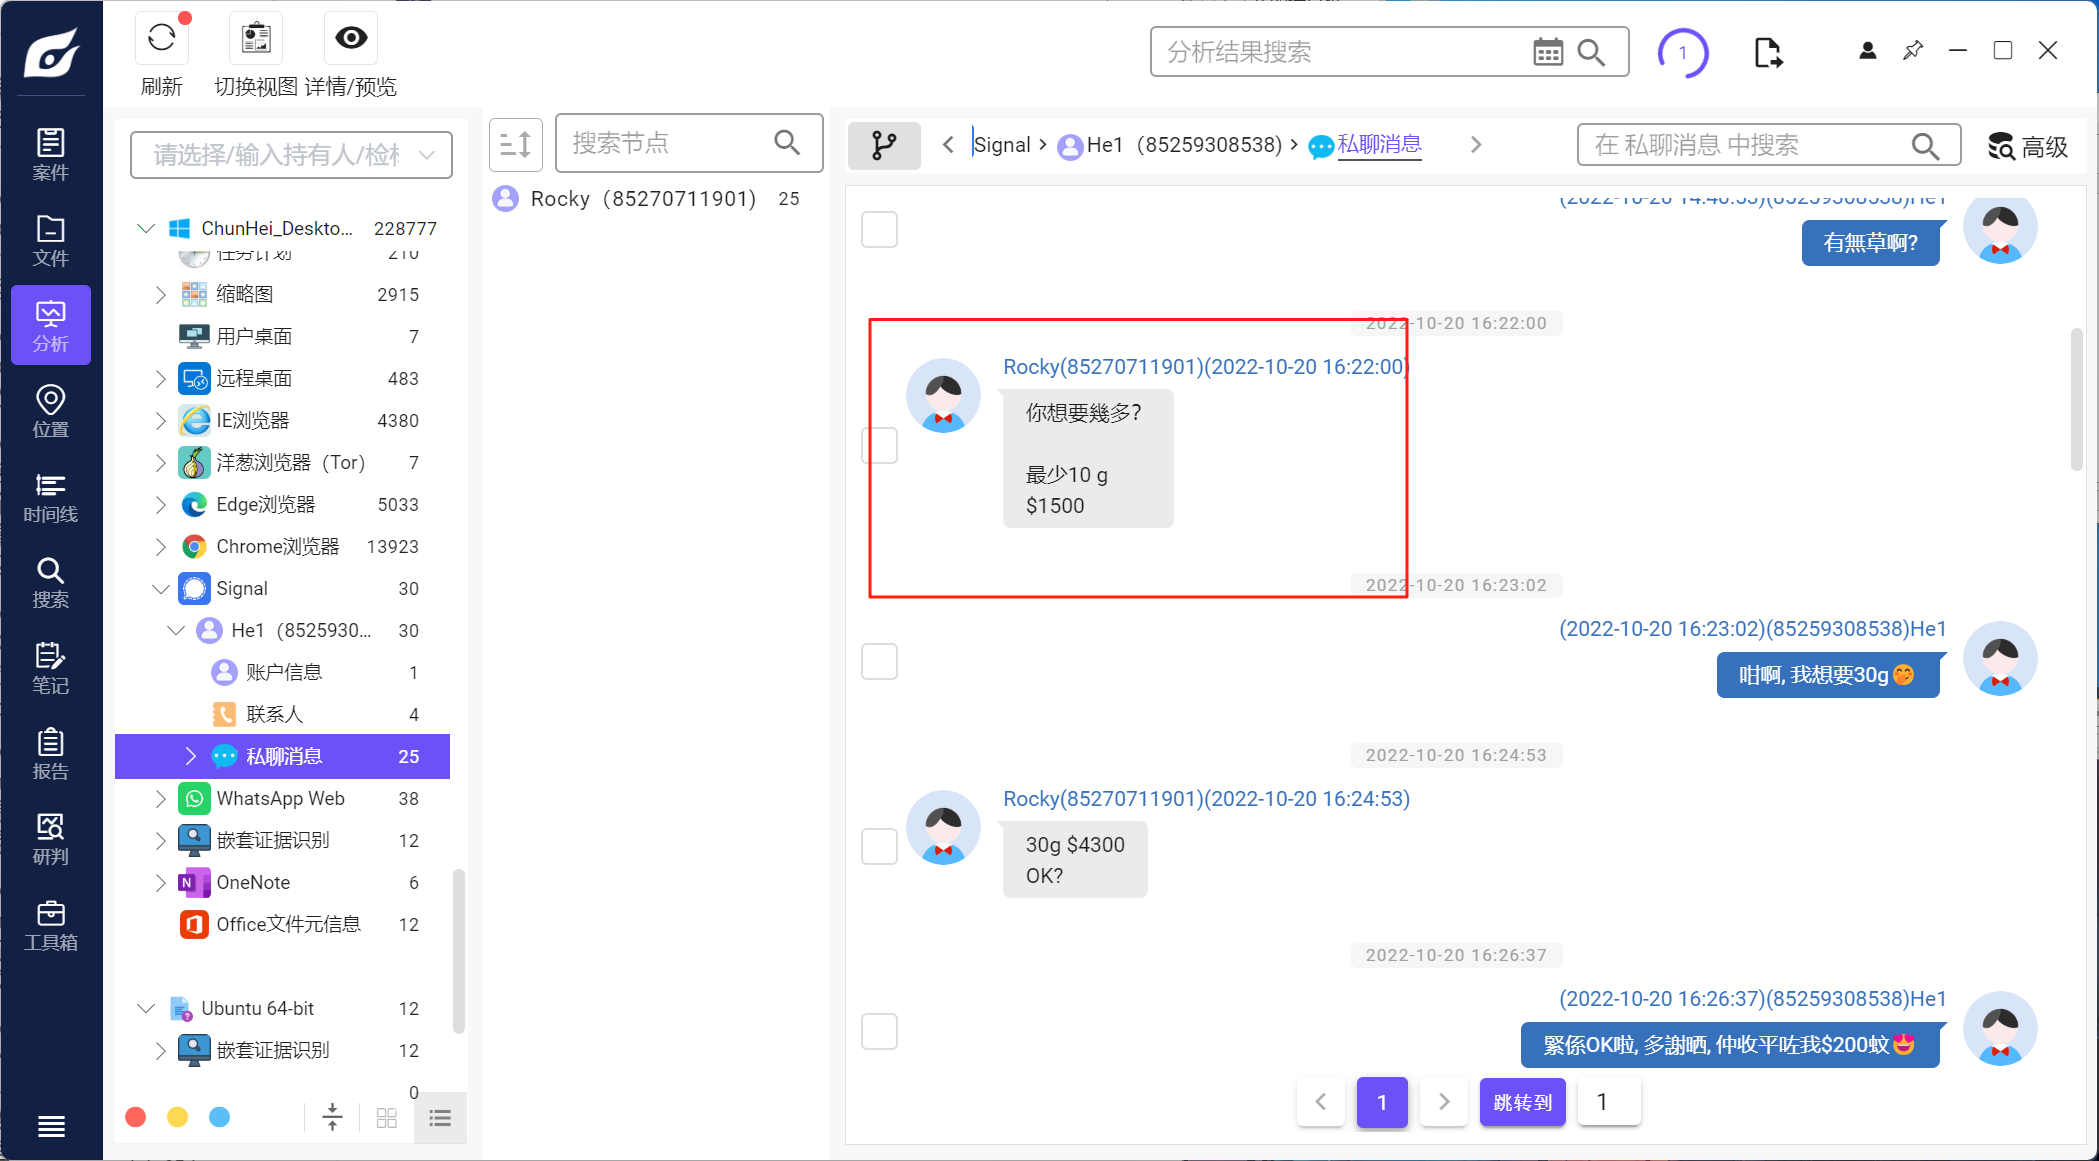 刷新
切换视图
详情/预览
分析结果搜索
1
案件
文件
分析
位置
时间线
搜索
笔记
报告
研判
工具箱
请选择/输入持有人/检材
ChunHei_Deskto... 228777
任务计划 210
缩略图 2915
用户桌面 7
远程桌面 483
IE浏览器 4380
洋葱浏览器（Tor） 7
Edge浏览器 5033
Chrome浏览器 13923
Signal 30
He1（8525930... 30
账户信息 1
联系人 4
私聊消息 25
WhatsApp Web 38
嵌套证据识别 12
OneNote 6
Office文件元信息 12
Ubuntu 64-bit 12
嵌套证据识别 12
0
搜索节点
Rocky（85270711901） 25
Signal › He1（85259308538） › 私聊消息
在 私聊消息 中搜索
高级
(2022-10-20 14:40:53)(85259308538)He1
有無草啊?
2022-10-20 16:22:00
Rocky(85270711901)(2022-10-20 16:22:00)
你想要幾多?
最少10 g
$1500
2022-10-20 16:23:02
(2022-10-20 16:23:02)(85259308538)He1
咁啊, 我想要30g🤭
2022-10-20 16:24:53
Rocky(85270711901)(2022-10-20 16:24:53)
30g $4300
OK?
2022-10-20 16:26:37
(2022-10-20 16:26:37)(85259308538)He1
緊係OK啦, 多謝晒, 仲收平咗我$200蚊😍
1
跳转到
1